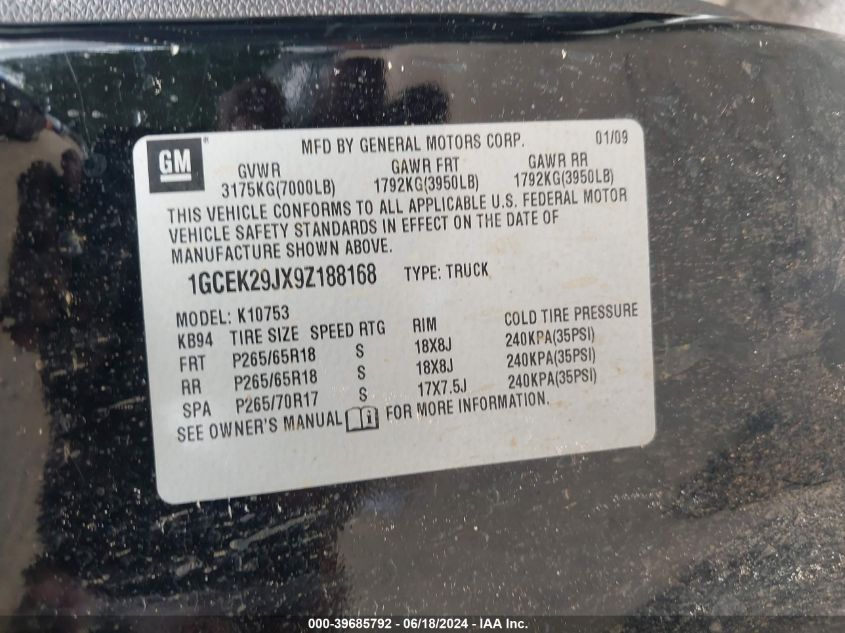 GM ®
MFD BY GENERAL MOTORS CORP. 01/09
GVWR GAWR FRT GAWR RR
3175KG(7000LB) 1792KG(3950LB) 1792KG(3950LB)
THIS VEHICLE CONFORMS TO ALL APPLICABLE U.S. FEDERAL MOTOR
VEHICLE SAFETY STANDARDS IN EFFECT ON THE DATE OF
MANUFACTURE SHOWN ABOVE.
1GCEK29JX9Z188168 TYPE: TRUCK
MODEL: K10753
KB94 TIRE SIZE SPEED RTG RIM COLD TIRE PRESSURE
FRT P265/65R18 S 18X8J 240KPA(35PSI)
RR P265/65R18 S 18X8J 240KPA(35PSI)
SPA P265/70R17 S 17X7.5J 240KPA(35PSI)
SEE OWNER'S MANUAL i FOR MORE INFORMATION.
000-39685792 - 06/18/2024 - IAA Inc.